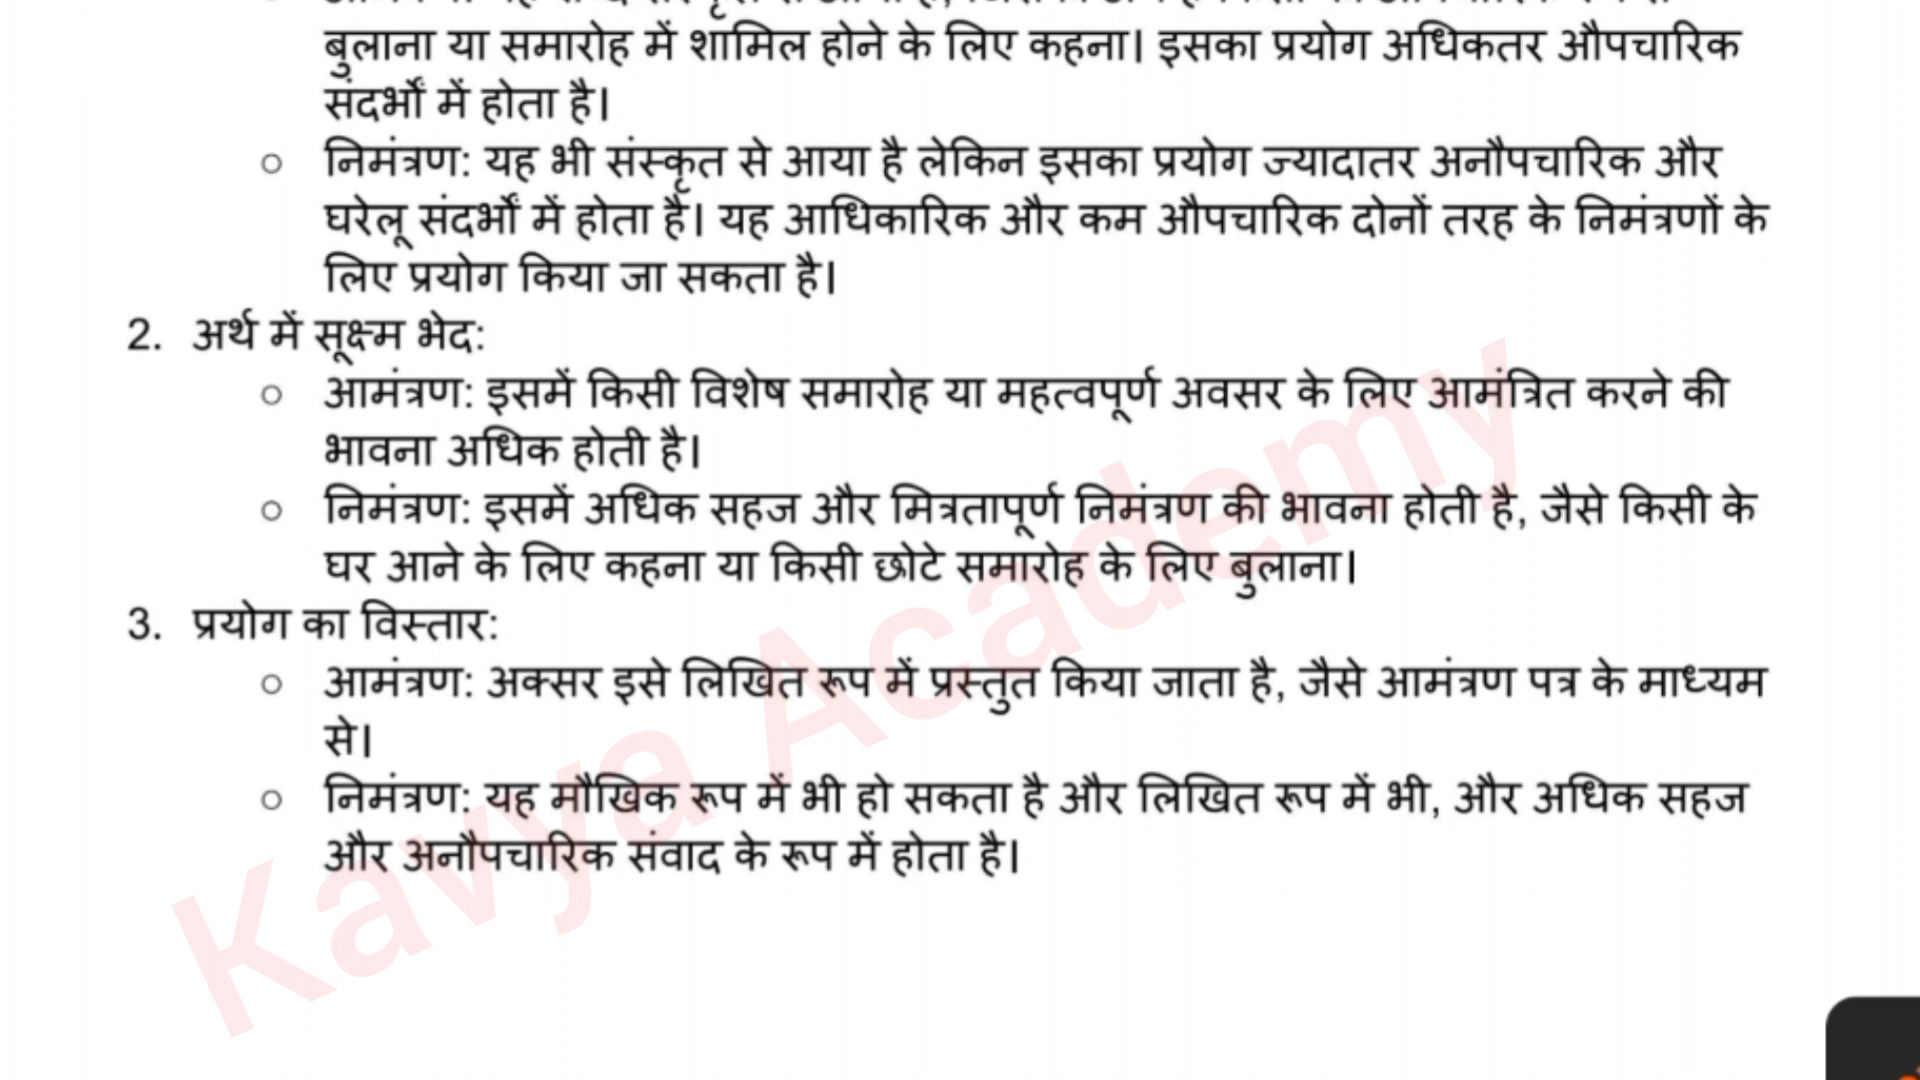 बुलाना या समारोह में शामिल होने के लिए कहना। इसका प्रयोग अधिकतर औपचारिक
संदर्भों में होता है।
○ निमंत्रण: यह भी संस्कृत से आया है लेकिन इसका प्रयोग ज्यादातर अनौपचारिक और
घरेलू संदर्भों में होता है। यह आधिकारिक और कम औपचारिक दोनों तरह के निमंत्रणों के
लिए प्रयोग किया जा सकता है।
2. अर्थ में सूक्ष्म भेद:
○ आमंत्रण: इसमें किसी विशेष समारोह या महत्वपूर्ण अवसर के लिए आमंत्रित करने की
भावना अधिक होती है।
○ निमंत्रण: इसमें अधिक सहज और मित्रतापूर्ण निमंत्रण की भावना होती है, जैसे किसी के
घर आने के लिए कहना या किसी छोटे समारोह के लिए बुलाना।
3. प्रयोग का विस्तार:
○ आमंत्रण: अक्सर इसे लिखित रूप में प्रस्तुत किया जाता है, जैसे आमंत्रण पत्र के माध्यम
से।
○ निमंत्रण: यह मौखिक रूप में भी हो सकता है और लिखित रूप में भी, और अधिक सहज
और अनौपचारिक संवाद के रूप में होता है।
Kavya Academy